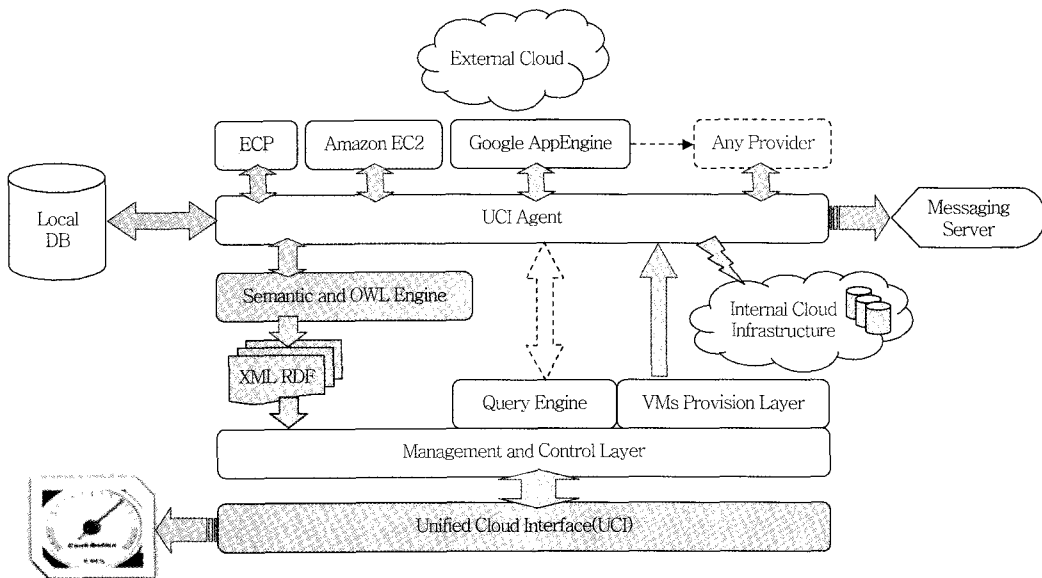 External Cloud
ECP
Amazon EC2
Google AppEngine
Any Provider
Local
DB
UCI Agent
Messaging
Server
Semantic and OWL Engine
Internal Cloud
Infrastructure
XML RDF
Query Engine
VMs Provision Layer
Management and Control Layer
Unified Cloud Interface(UCI)